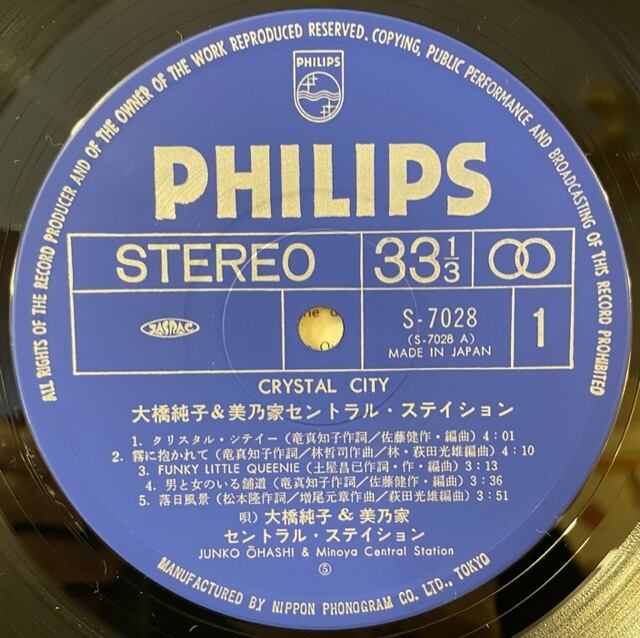 ALL RIGHTS OF THE RECORD PRODUCER AND OF THE OWNER OF THE WORK REPRODUCED RESERVED. COPYING, PUBLIC PERFORMANCE AND BROADCASTING OF THIS RECORD PROHIBITED
PHILIPS
PHILIPS
STEREO
33 1/3
JASRAC
S-7028
(S-7028 A)
MADE IN JAPAN
1
CRYSTAL CITY
大橋純子&美乃家セントラル・ステイション
1. クリスタル・シティー(竜真知子作詞/佐藤健作・編曲)4:01
2. 霧に抱かれて(竜真知子作詞/林哲司作曲/林・萩田光雄編曲)4:10
3. FUNKY LITTLE QUEENIE(土屋昌巳作詞・作・編曲)3:13
4. 男と女のいる舗道(竜真知子作詞/佐藤健作・編曲)3:36
5. 落日風景(松本隆作詞/増尾元章作曲/萩田光雄編曲)3:51
唄)大橋純子&美乃家
セントラル・ステイション
JUNKO ŌHASHI & Minoya Central Station
Ⓢ
MANUFACTURED BY NIPPON PHONOGRAM CO. LTD., TOKYO